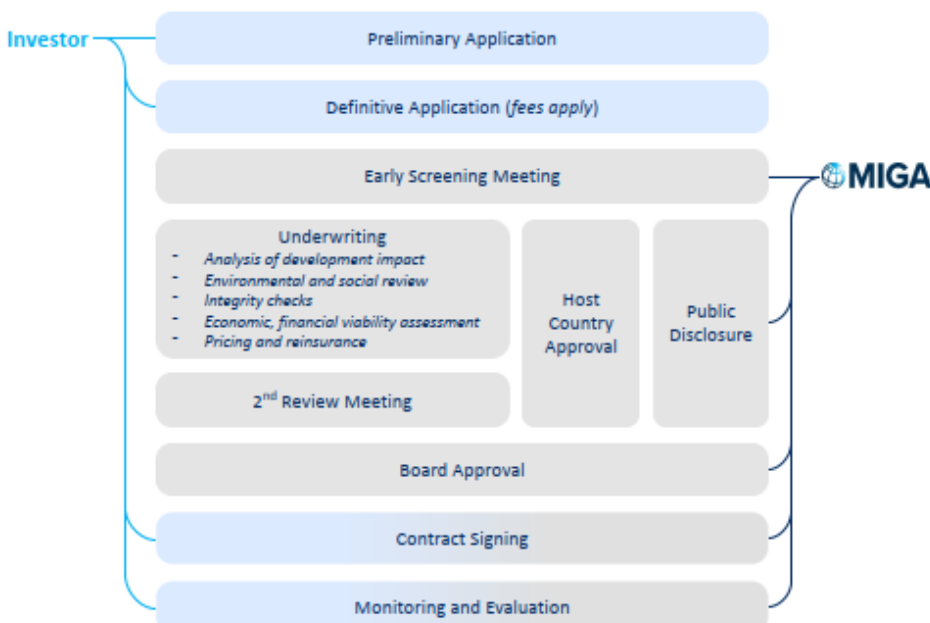 Investor
Preliminary Application
Definitive Application (fees apply)
Early Screening Meeting
MIGA
Underwriting
- Analysis of development impact
- Environmental and social review
- Integrity checks
- Economic, financial viability assessment
- Pricing and reinsurance
2nd Review Meeting
Host
Country
Approval
Public
Disclosure
Board Approval
Contract Signing
Monitoring and Evaluation